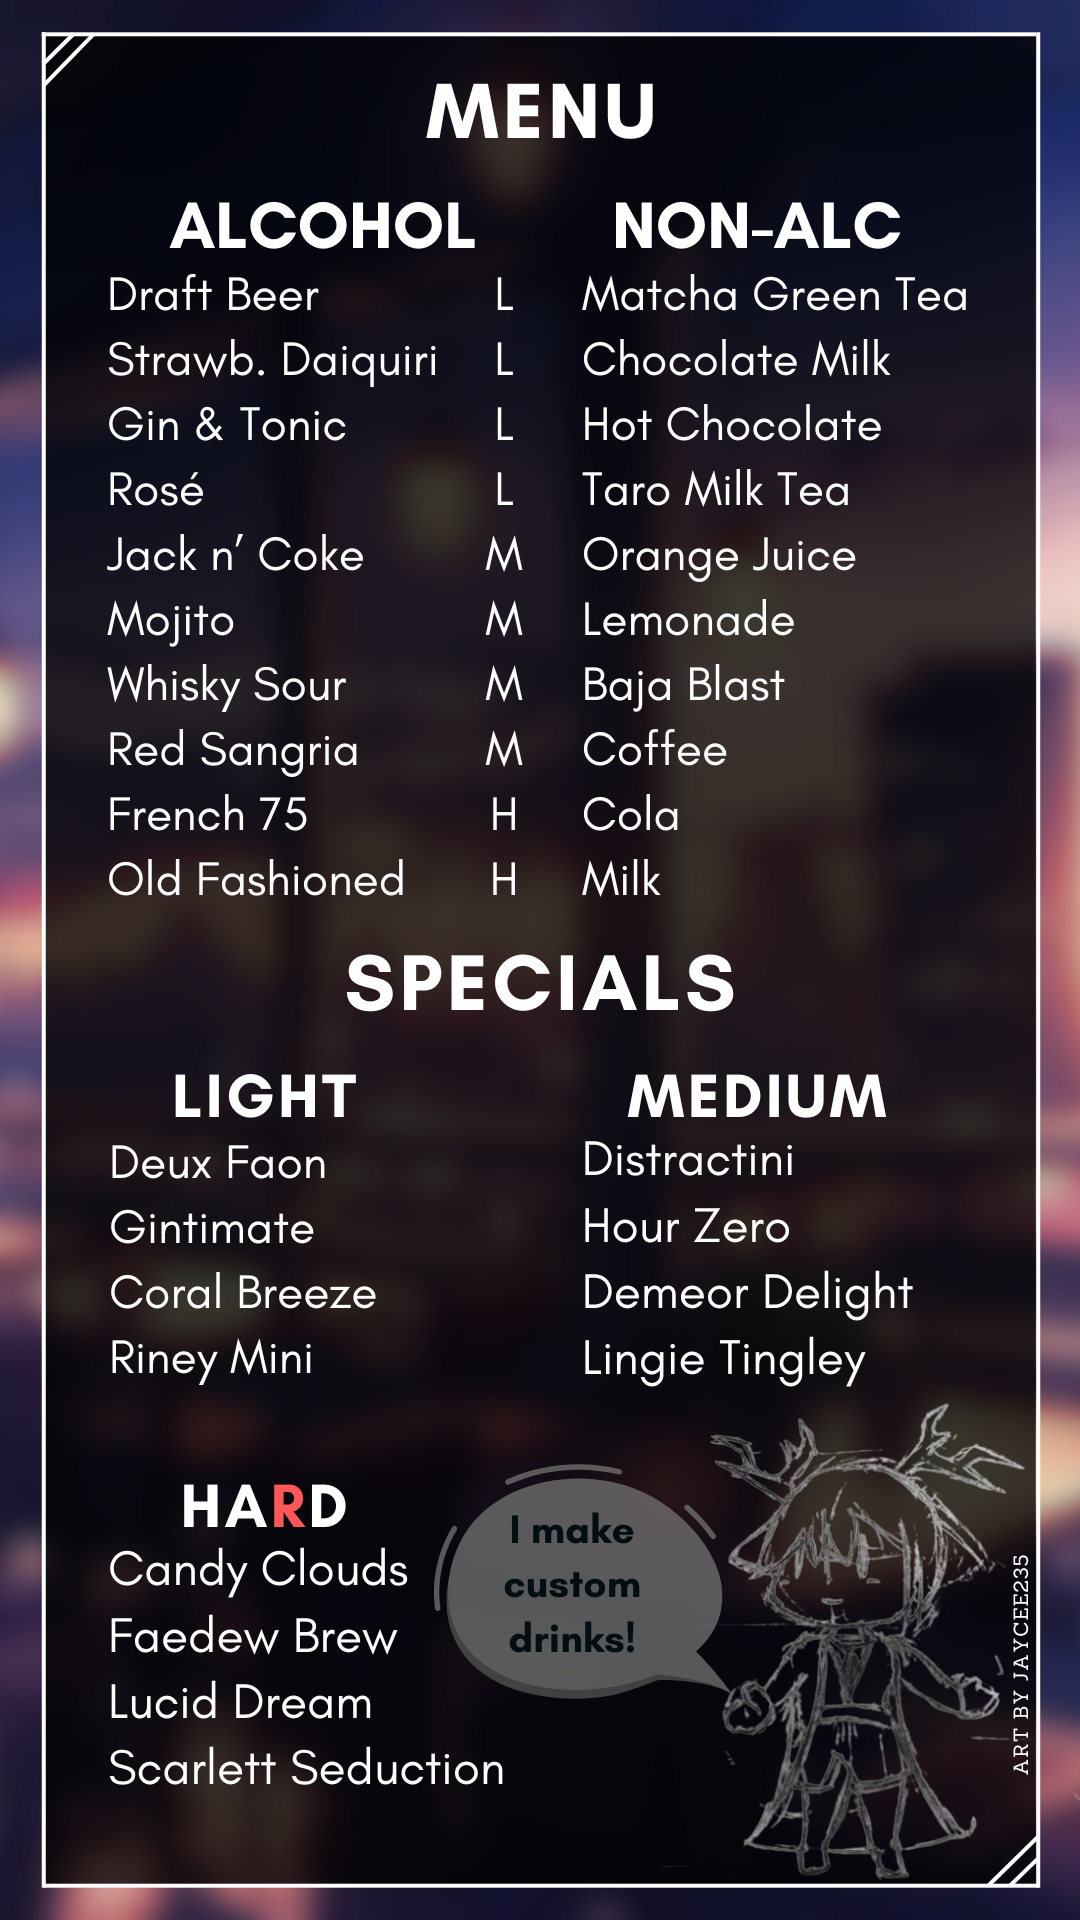 MENU
ALCOHOL
Draft Beer L
Strawb. Daiquiri L
Gin & Tonic L
Rosé L
Jack n’ Coke M
Mojito M
Whisky Sour M
Red Sangria M
French 75 H
Old Fashioned H
NON-ALC
Matcha Green Tea
Chocolate Milk
Hot Chocolate
Taro Milk Tea
Orange Juice
Lemonade
Baja Blast
Coffee
Cola
Milk
SPECIALS
LIGHT
Deux Faon
Gintimate
Coral Breeze
Riney Mini
MEDIUM
Distractini
Hour Zero
Demeor Delight
Lingie Tingley
HARD
Candy Clouds
Faedew Brew
Lucid Dream
Scarlett Seduction
I make
custom
drinks!
ART BY JAYCEE235